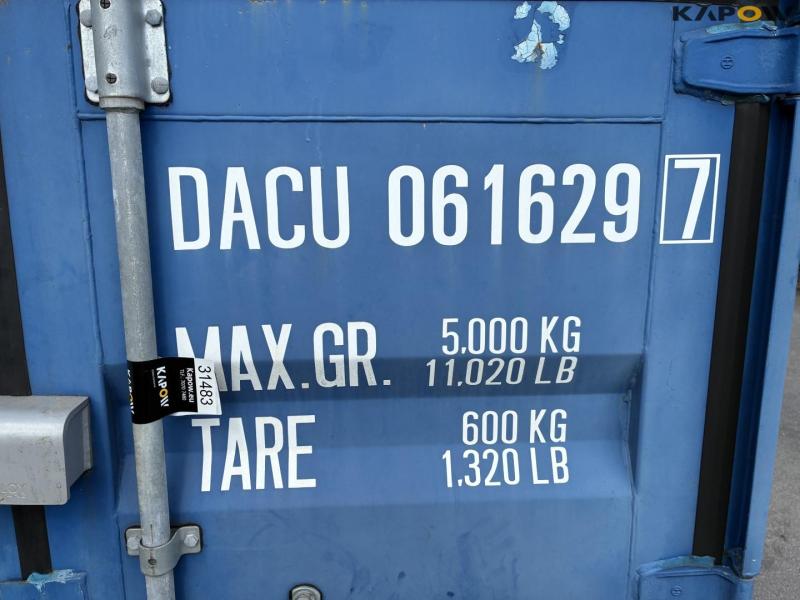 KAPOW
DACU 061629 7
MAX.GR. 5,000 KG
11,020 LB
TARE 600 KG
1,320 LB
KAPOW
Kapow.eu
31483